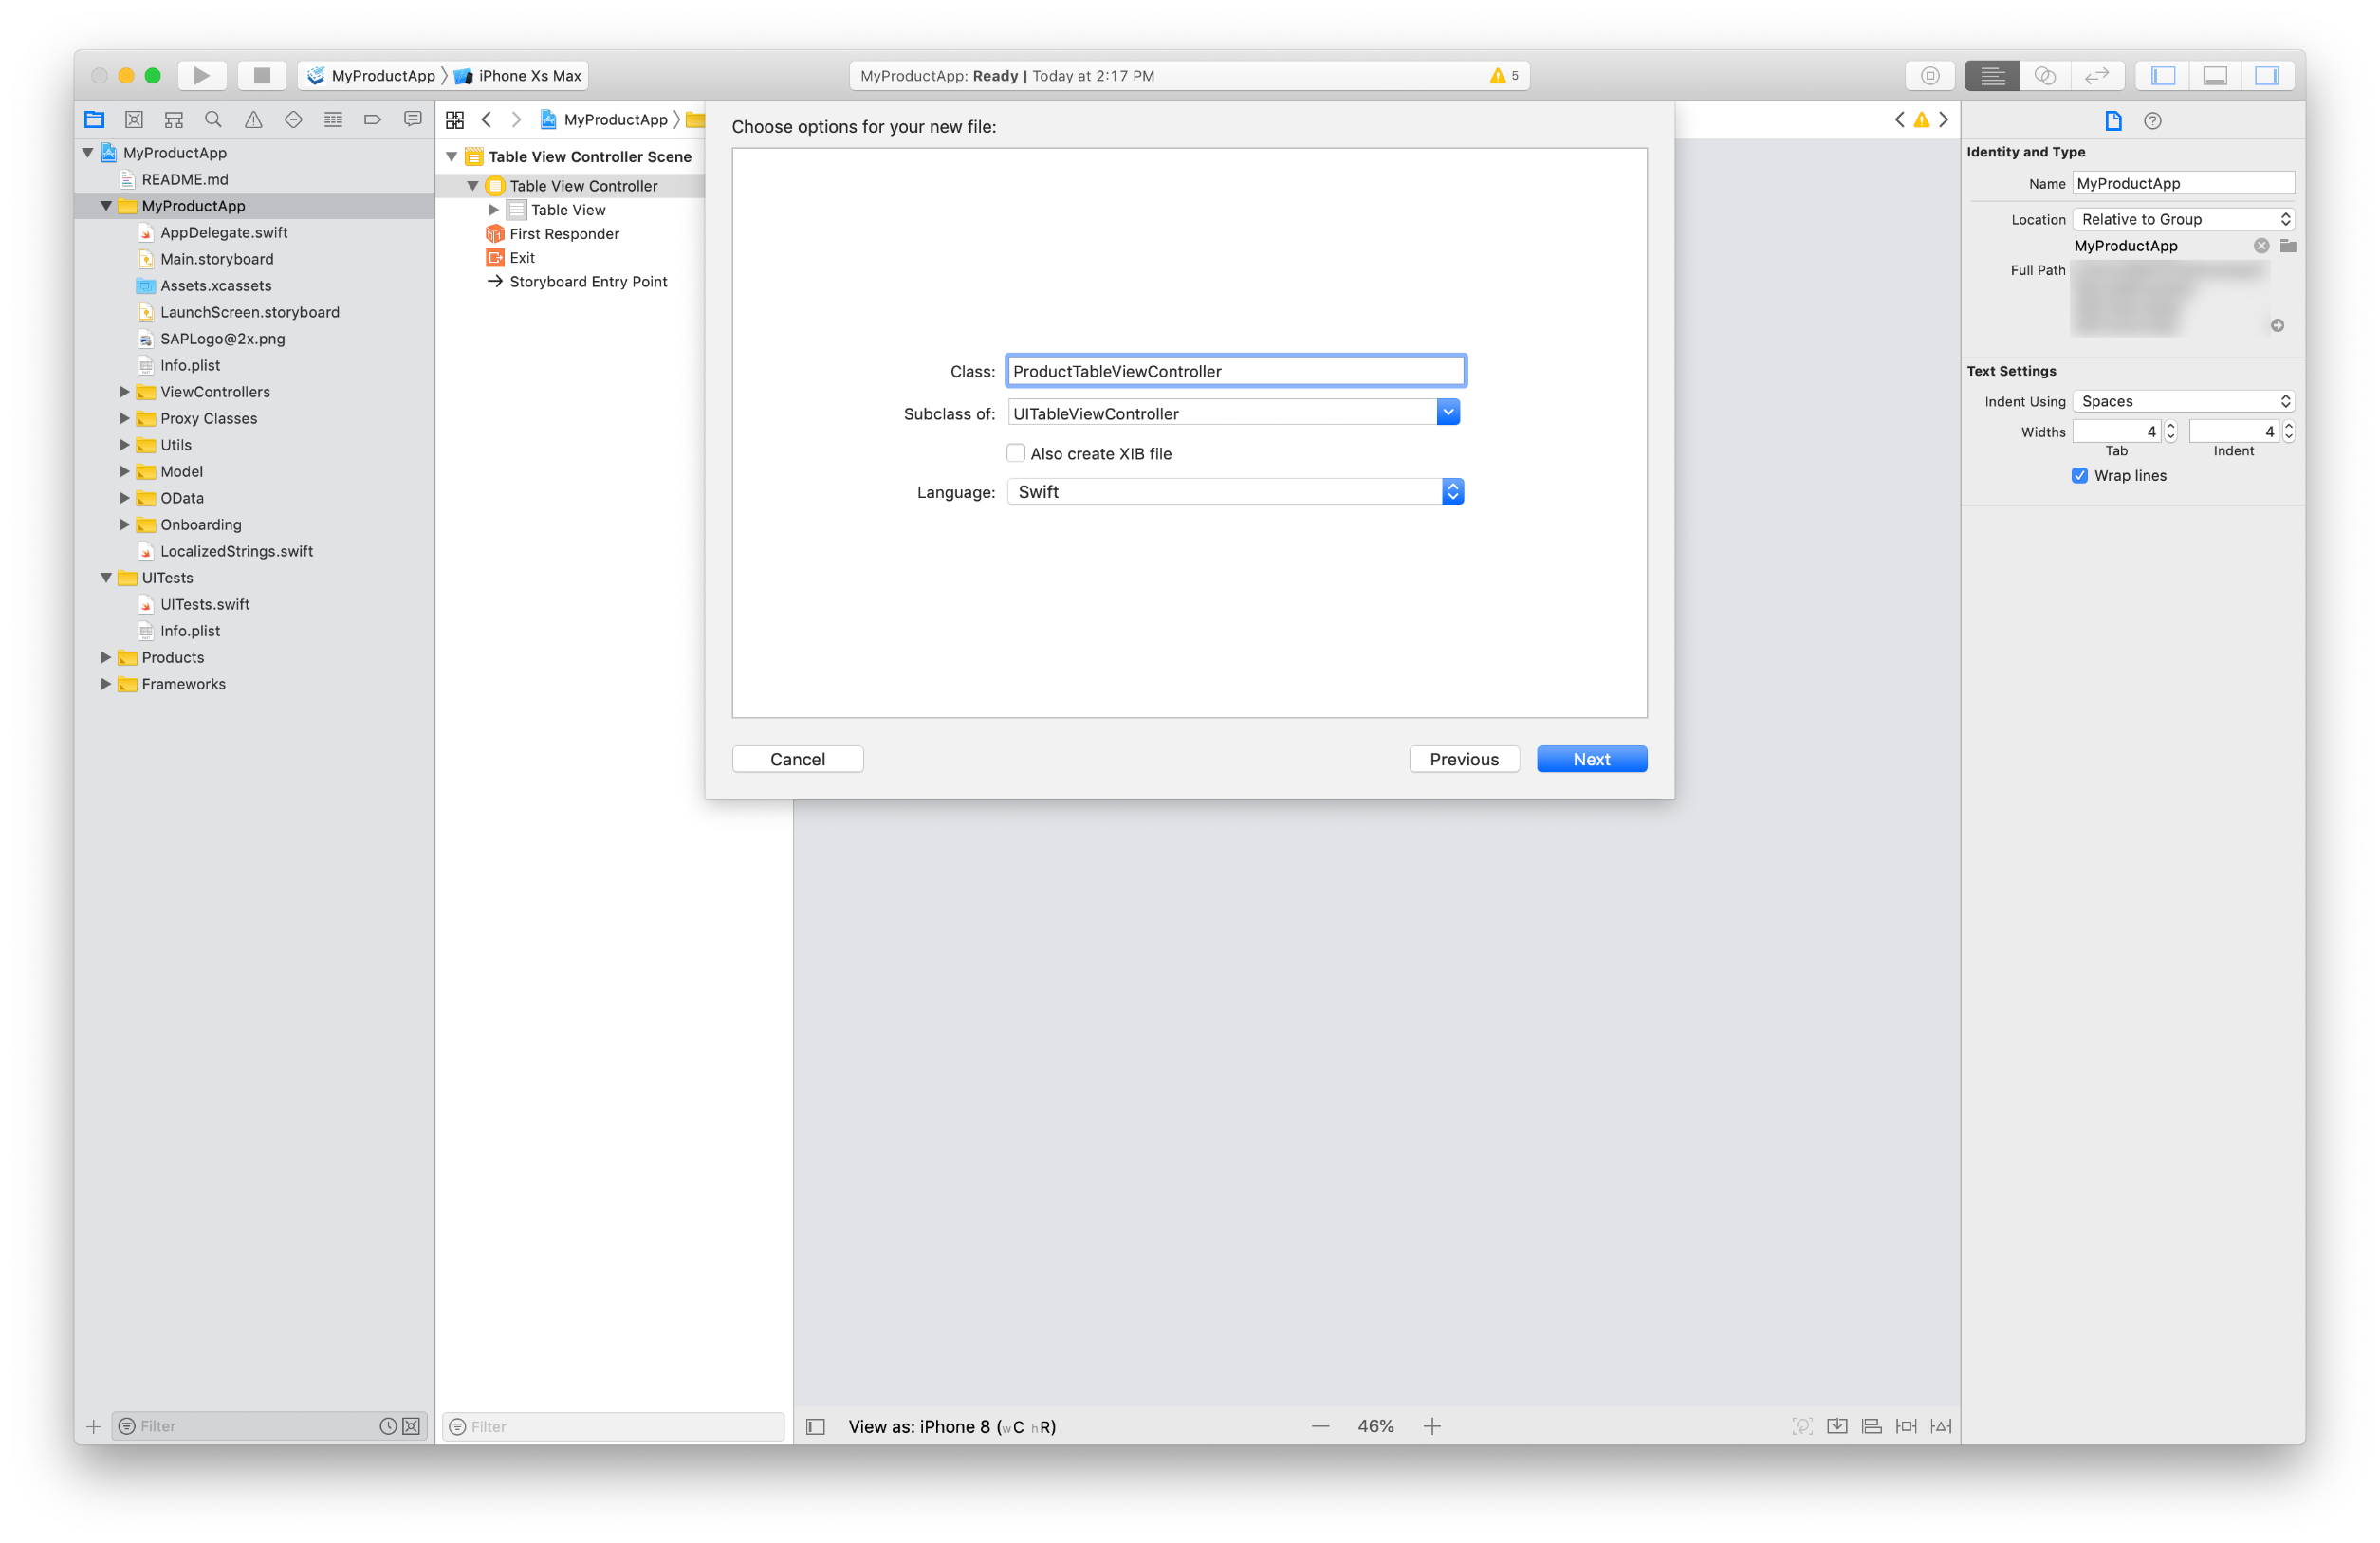 MyProductApp 〉 iPhone Xs Max
MyProductApp: Ready | Today at 2:17 PM
5
MyProductApp
README.md
MyProductApp
AppDelegate.swift
Main.storyboard
Assets.xcassets
LaunchScreen.storyboard
SAPLogo@2x.png
Info.plist
ViewControllers
Proxy Classes
Utils
Model
OData
Onboarding
LocalizedStrings.swift
UITests
UITests.swift
Info.plist
Products
Frameworks
Filter
MyProductApp 〉
Table View Controller Scene
Table View Controller
Table View
First Responder
Exit
Storyboard Entry Point
Filter
Choose options for your new file:
Class: ProductTableViewController
Subclass of: UITableViewController
Also create XIB file
Language: Swift
Cancel
Previous
Next
View as: iPhone 8 (wC hR)
46%
Identity and Type
Name MyProductApp
Location Relative to Group
MyProductApp
Full Path
Text Settings
Indent Using Spaces
Widths 4 4
Tab Indent
Wrap lines